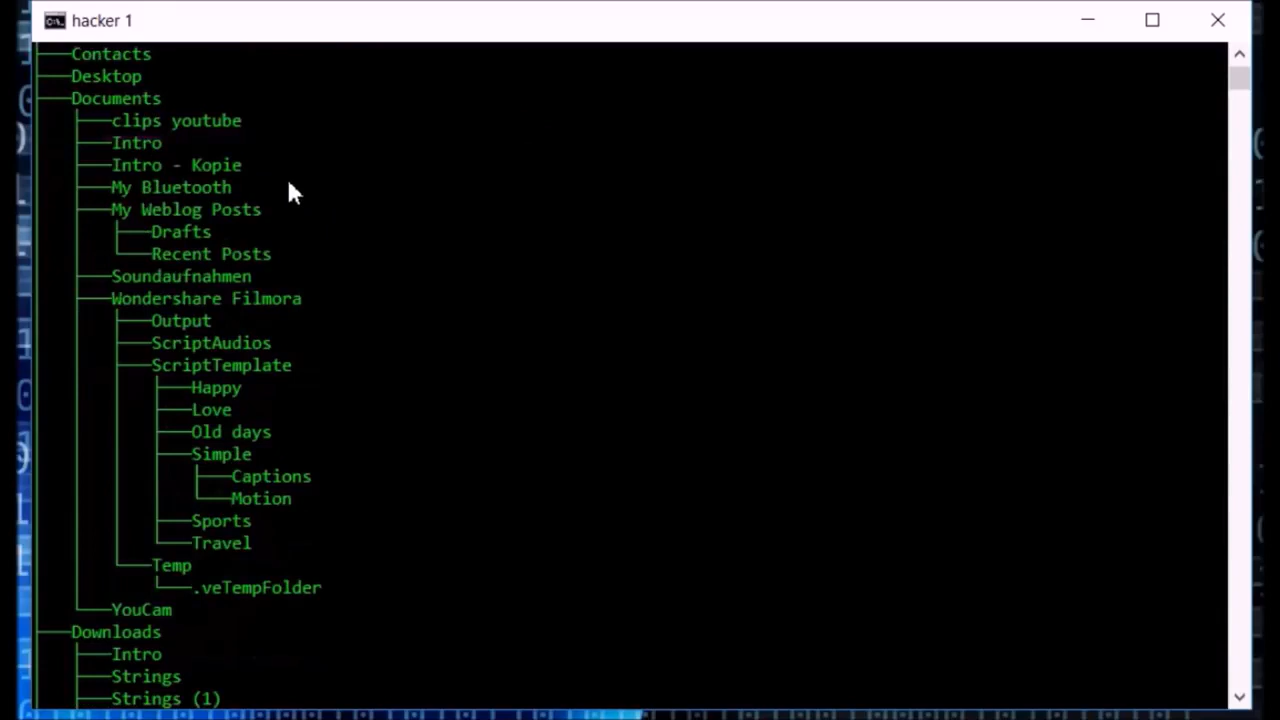 hacker 1
Contacts
Desktop
Documents
clips youtube
Intro
Intro - Kopie
My Bluetooth
My Weblog Posts
Drafts
Recent Posts
Soundaufnahmen
Wondershare Filmora
Output
ScriptAudios
ScriptTemplate
Happy
Love
Old days
Simple
Captions
Motion
Sports
Travel
Temp
.veTempFolder
YouCam
Downloads
Intro
Strings
Strings (1)